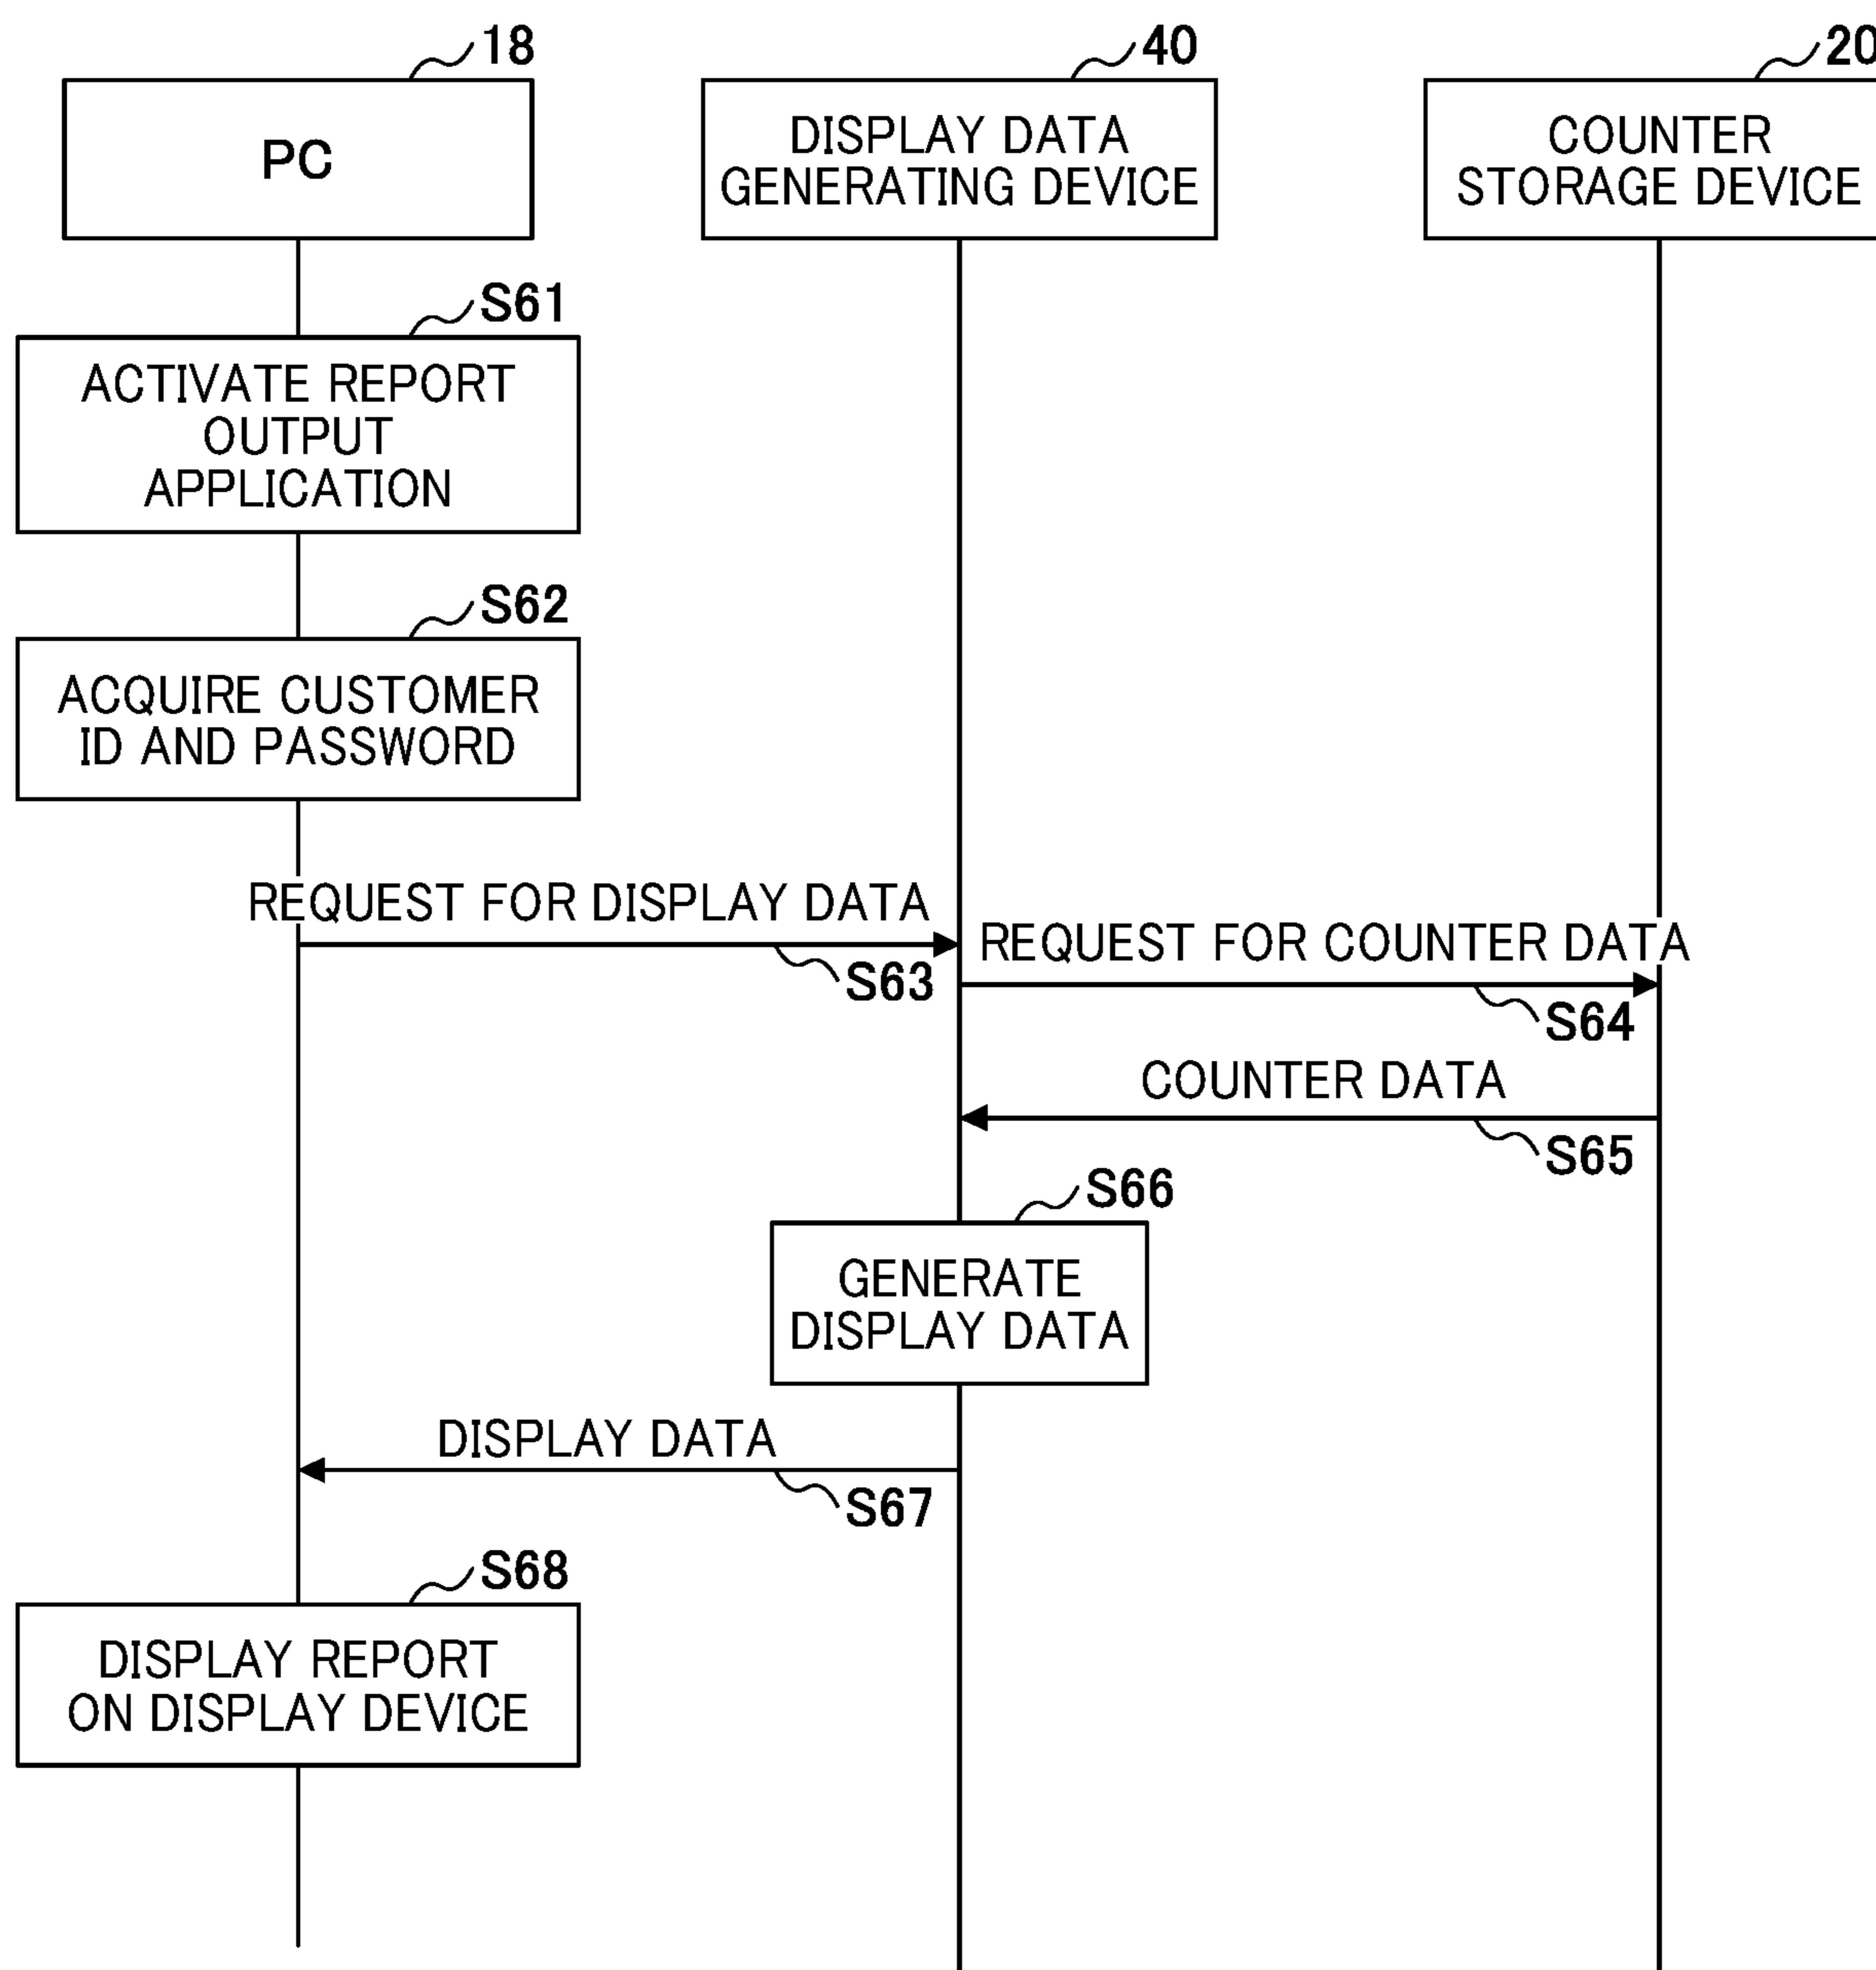 18
40
20
PC
DISPLAY DATA
GENERATING DEVICE
COUNTER
STORAGE DEVICE
S61
ACTIVATE REPORT
OUTPUT
APPLICATION
S62
ACQUIRE CUSTOMER
ID AND PASSWORD
REQUEST FOR DISPLAY DATA
S63
REQUEST FOR COUNTER DATA
S64
COUNTER DATA
S65
S66
GENERATE
DISPLAY DATA
DISPLAY DATA
S67
S68
DISPLAY REPORT
ON DISPLAY DEVICE